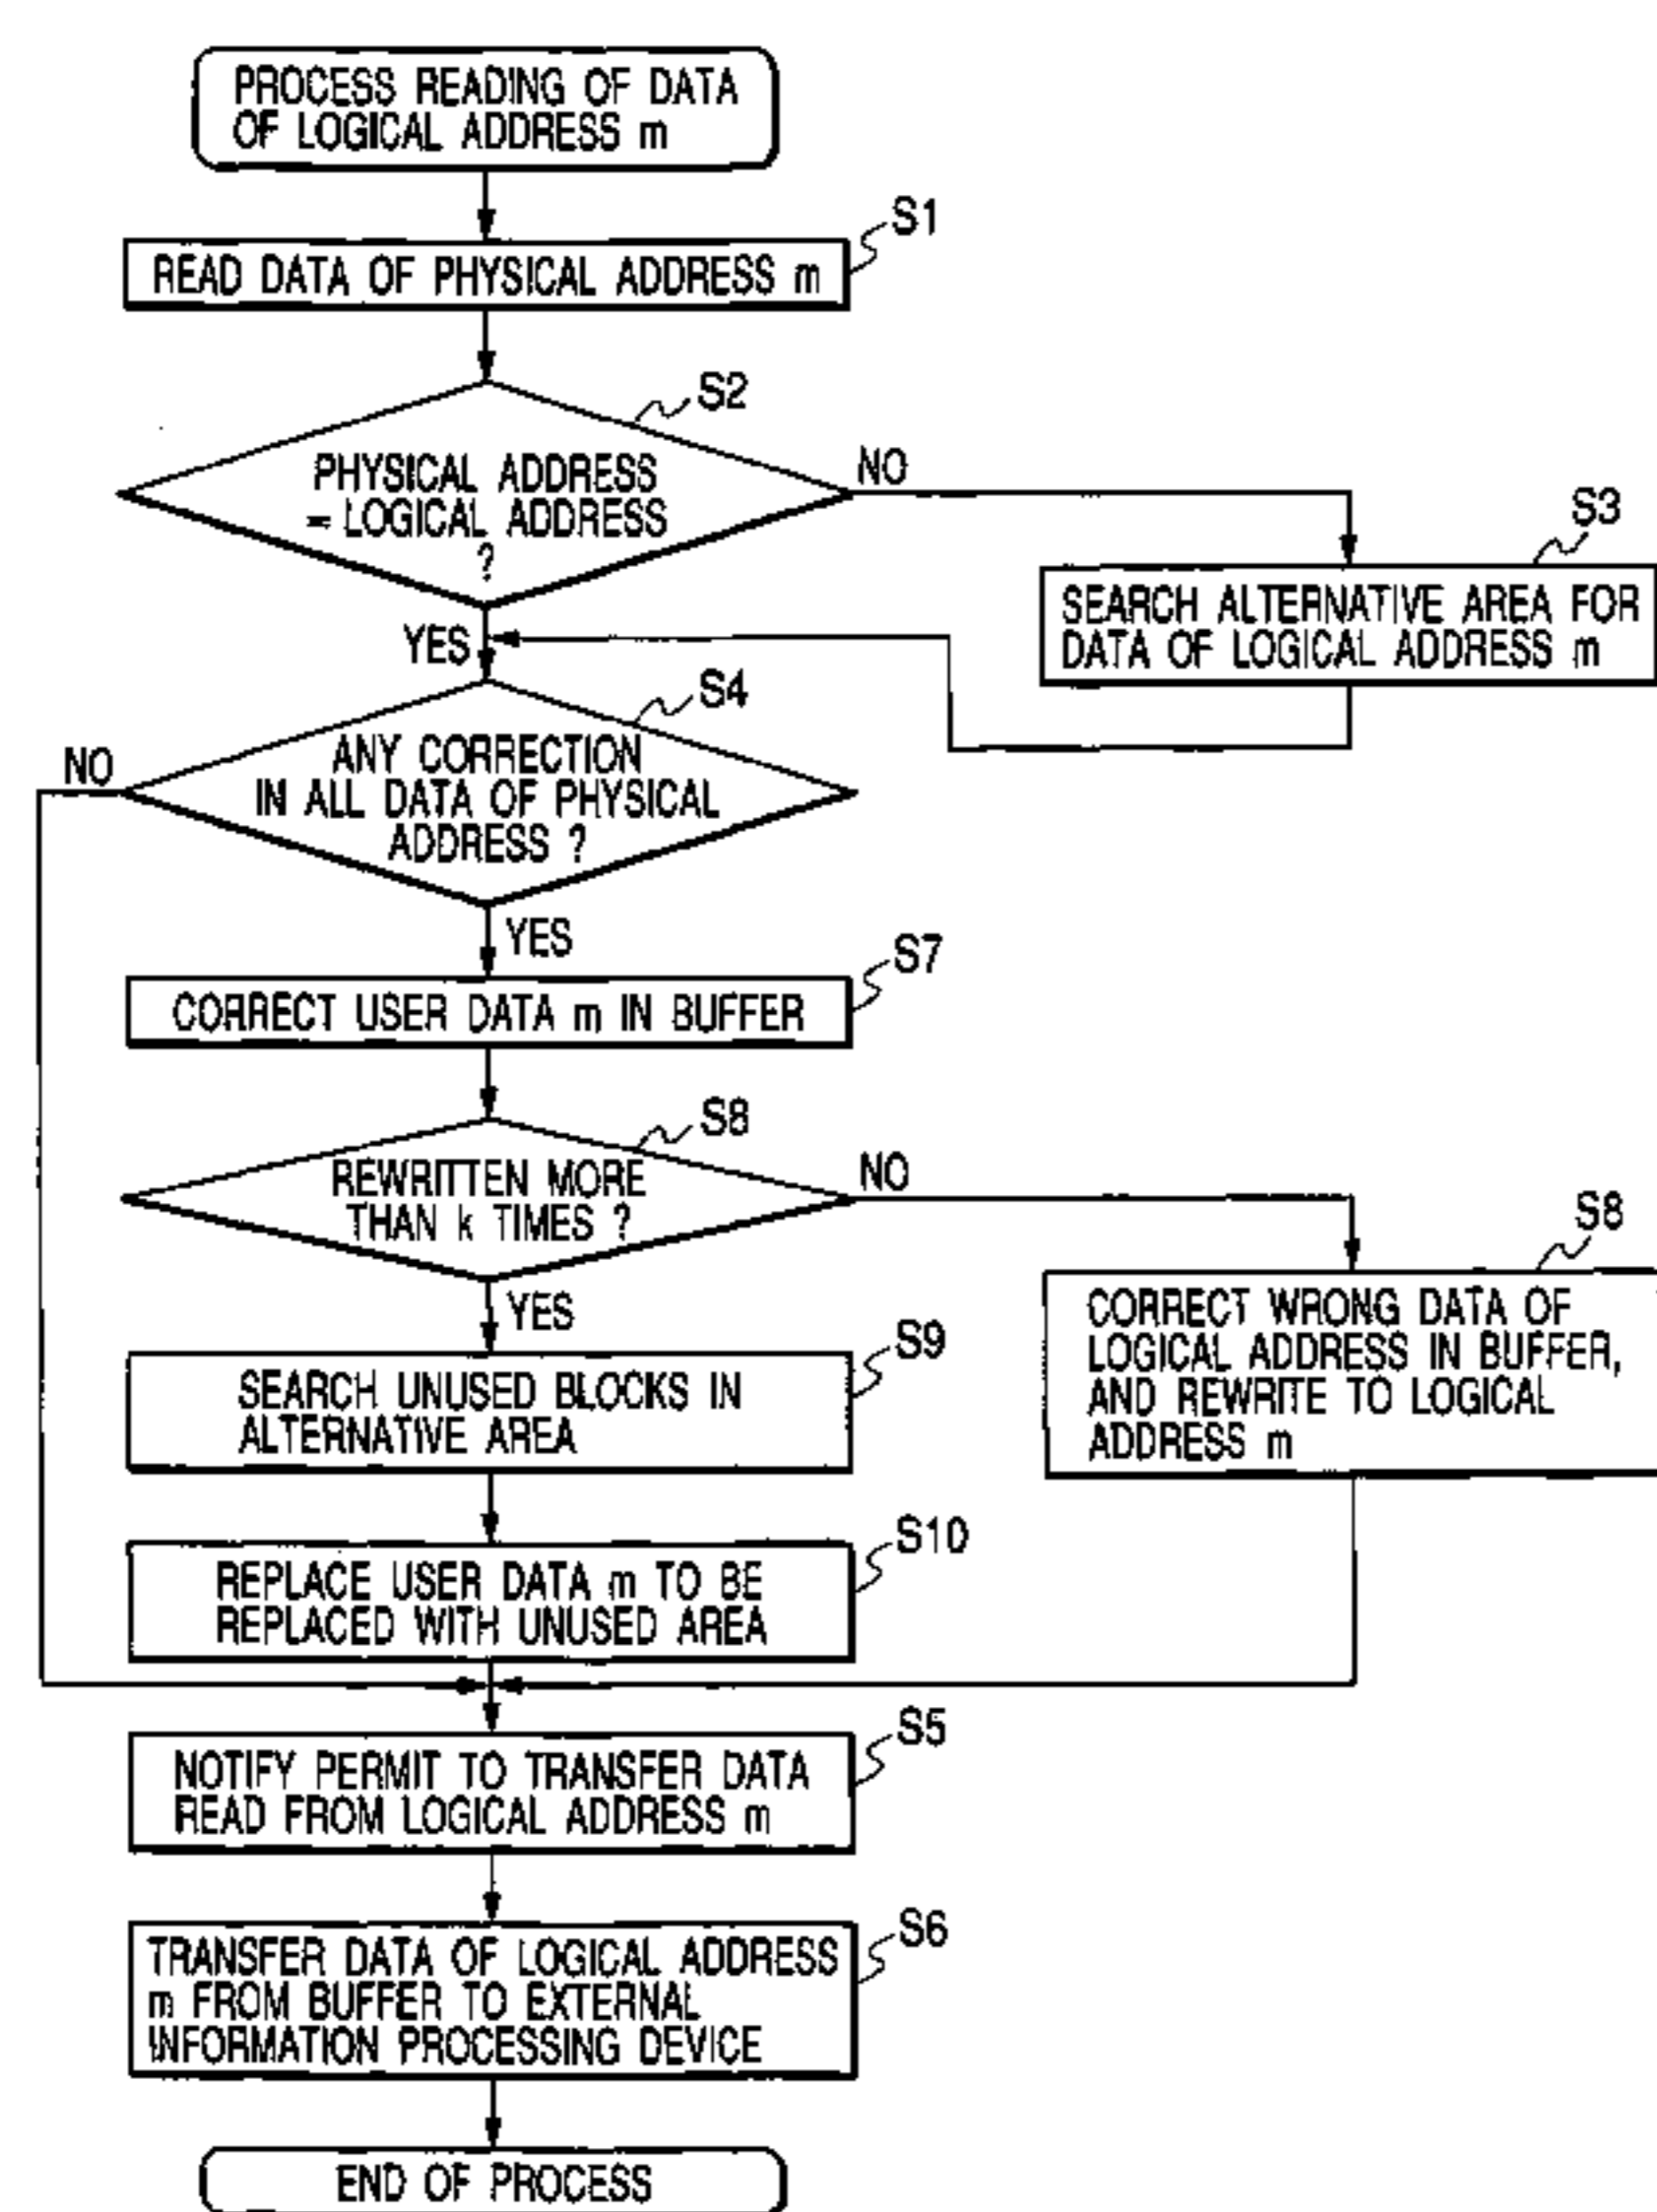 PROCESS READING OF DATA
OF LOGICAL ADDRESS m
S1
READ DATA OF PHYSICAL ADDRESS m
S2
PHYSICAL ADDRESS
= LOGICAL ADDRESS
?
NO
S3
SEARCH ALTERNATIVE AREA FOR
DATA OF LOGICAL ADDRESS m
YES
S4
ANY CORRECTION
IN ALL DATA OF PHYSICAL
ADDRESS ?
NO
YES
S7
CORRECT USER DATA m IN BUFFER
S8
REWRITTEN MORE
THAN k TIMES ?
NO
S8
CORRECT WRONG DATA OF
LOGICAL ADDRESS IN BUFFER,
AND REWRITE TO LOGICAL
ADDRESS m
YES
S9
SEARCH UNUSED BLOCKS IN
ALTERNATIVE AREA
S10
REPLACE USER DATA m TO BE
REPLACED WITH UNUSED AREA
S5
NOTIFY PERMIT TO TRANSFER DATA
READ FROM LOGICAL ADDRESS m
S6
TRANSFER DATA OF LOGICAL ADDRESS
m FROM BUFFER TO EXTERNAL
INFORMATION PROCESSING DEVICE
END OF PROCESS